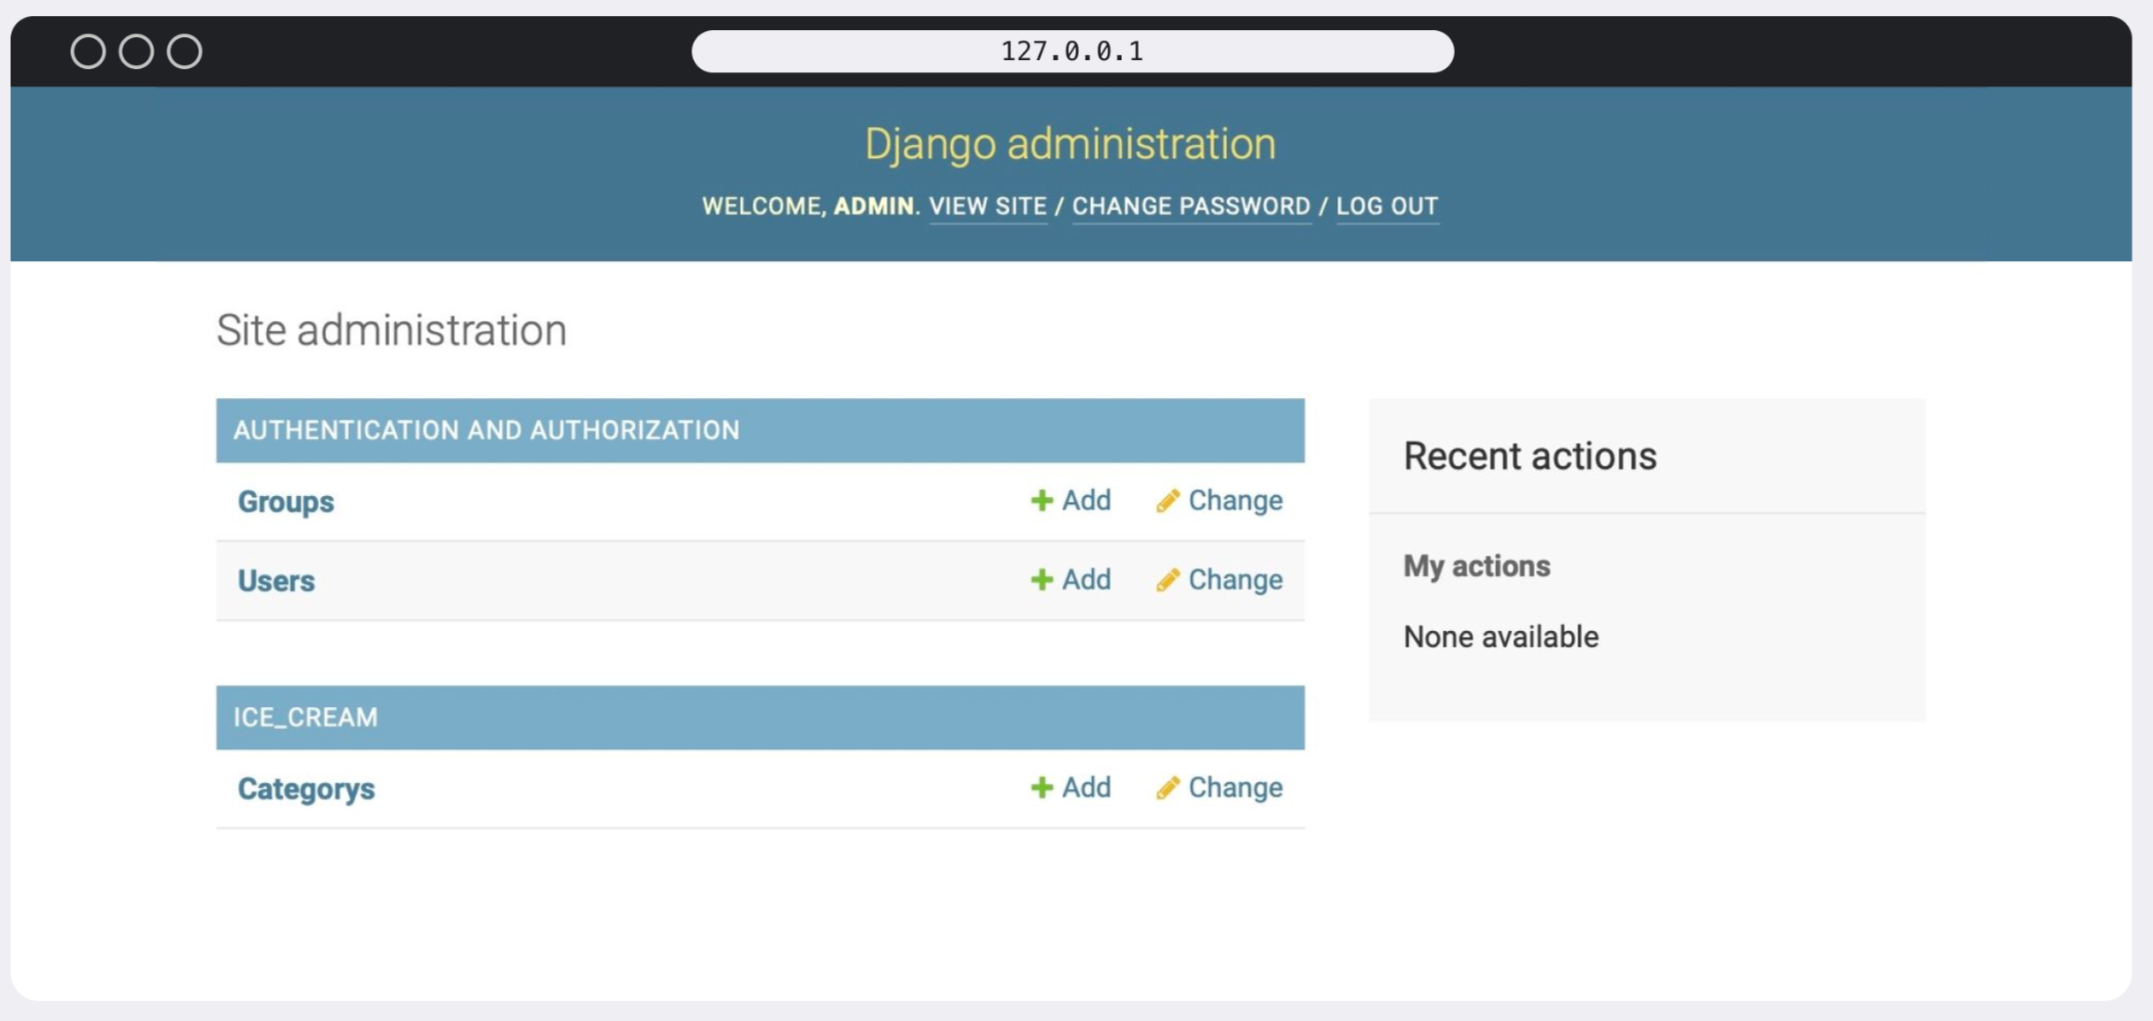 127.0.0.1
Django administration
WELCOME, ADMIN. VIEW SITE / CHANGE PASSWORD / LOG OUT
Site administration
AUTHENTICATION AND AUTHORIZATION
Groups Add Change
Users Add Change
ICE_CREAM
Categorys Add Change
Recent actions
My actions
None available